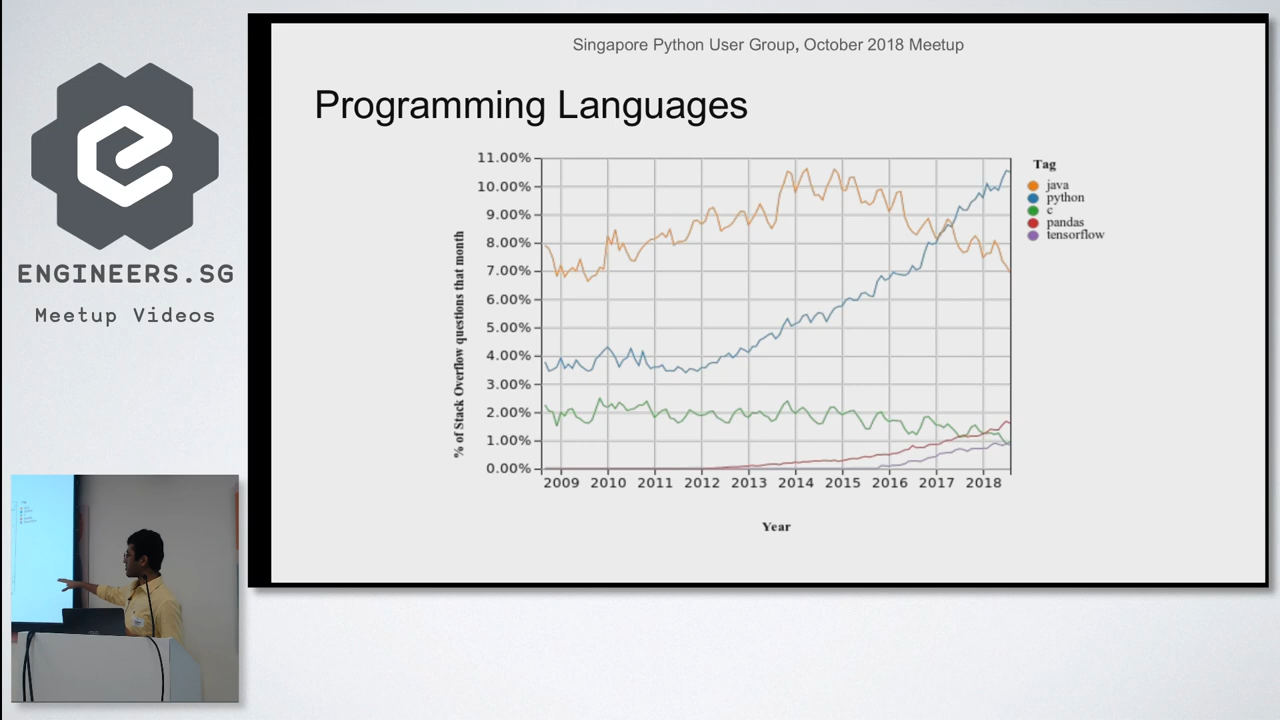 Singapore Python User Group, October 2018 Meetup
Programming Languages
ENGINEERS.SG
Meetup Videos
% of Stack Overflow questions that month
11.00%
10.00%
9.00%
8.00%
7.00%
6.00%
5.00%
4.00%
3.00%
2.00%
1.00%
0.00%
2009 2010 2011 2012 2013 2014 2015 2016 2017 2018
Year
Tag
java
python
c
pandas
tensorflow